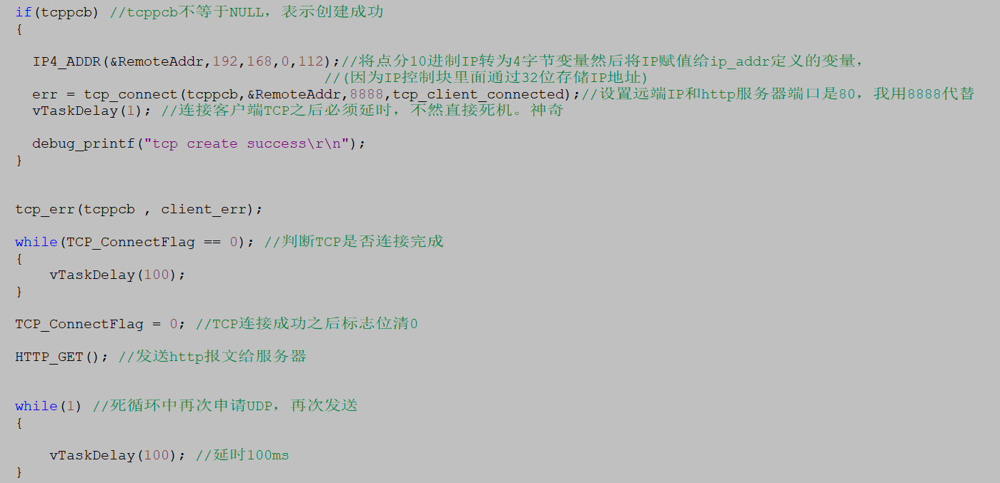 if(tcppcb) //tcppcb不等于NULL，表示创建成功
{
IP4_ADDR(&RemoteAddr,192,168,0,112);//将点分10进制IP转为4字节变量然后将IP赋值给ip_addr定义的变量，
//(因为IP控制块里面通过32位存储IP地址)
err = tcp_connect(tcppcb,&RemoteAddr,8888,tcp_client_connected);//设置远端IP和http服务器端口是80，我用8888代替
vTaskDelay(1); //连接客户端TCP之后必须延时，不然直接死机。神奇
debug_printf("tcp create success\r\n");
}
tcp_err(tcppcb , client_err);
while(TCP_ConnectFlag == 0); //判断TCP是否连接完成
{
vTaskDelay(100);
}
TCP_ConnectFlag = 0; //TCP连接成功之后标志位清0
HTTP_GET(); //发送http报文给服务器
while(1) //死循环中再次申请UDP，再次发送
{
vTaskDelay(100); //延时100ms
}